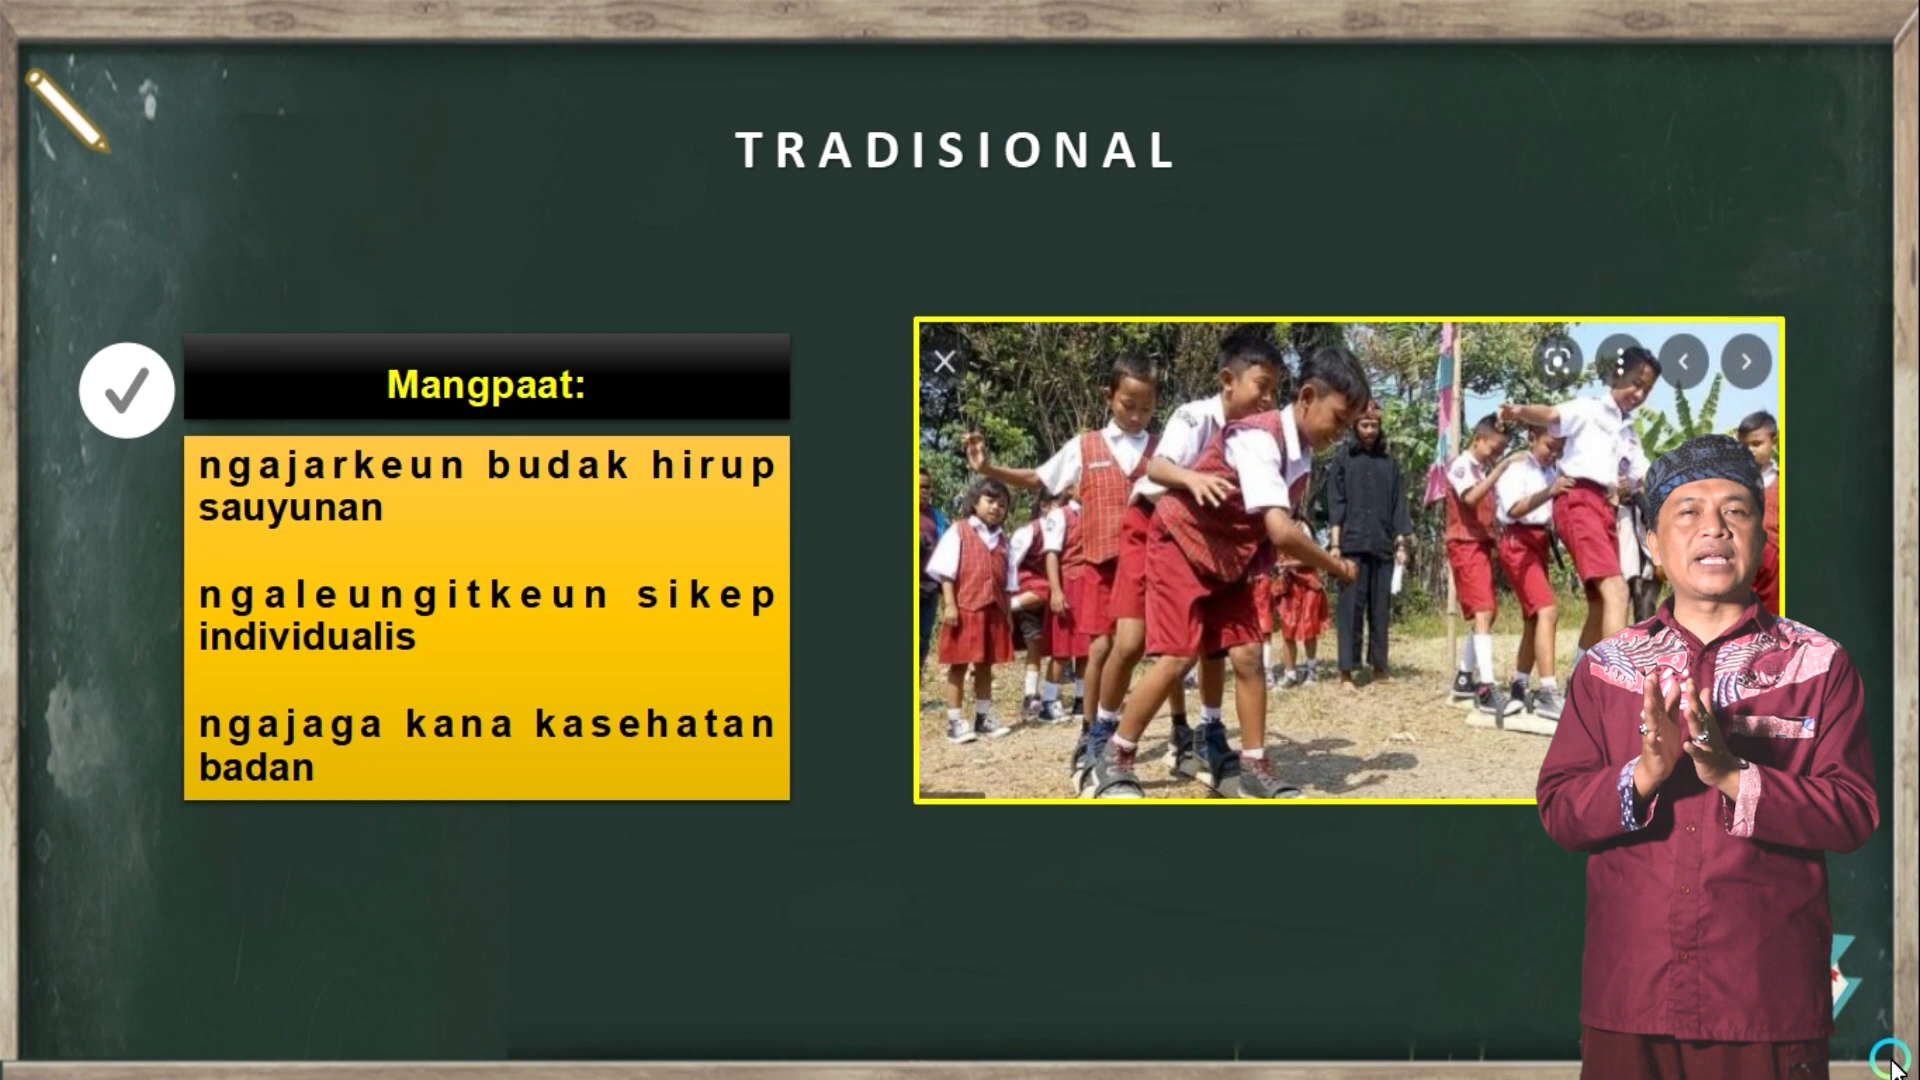 TRADISIONAL
Mangpaat:
ngajarkeun budak hirup
sauyunan
ngaleungitkeun sikep
individualis
ngajaga kana kasehatan
badan